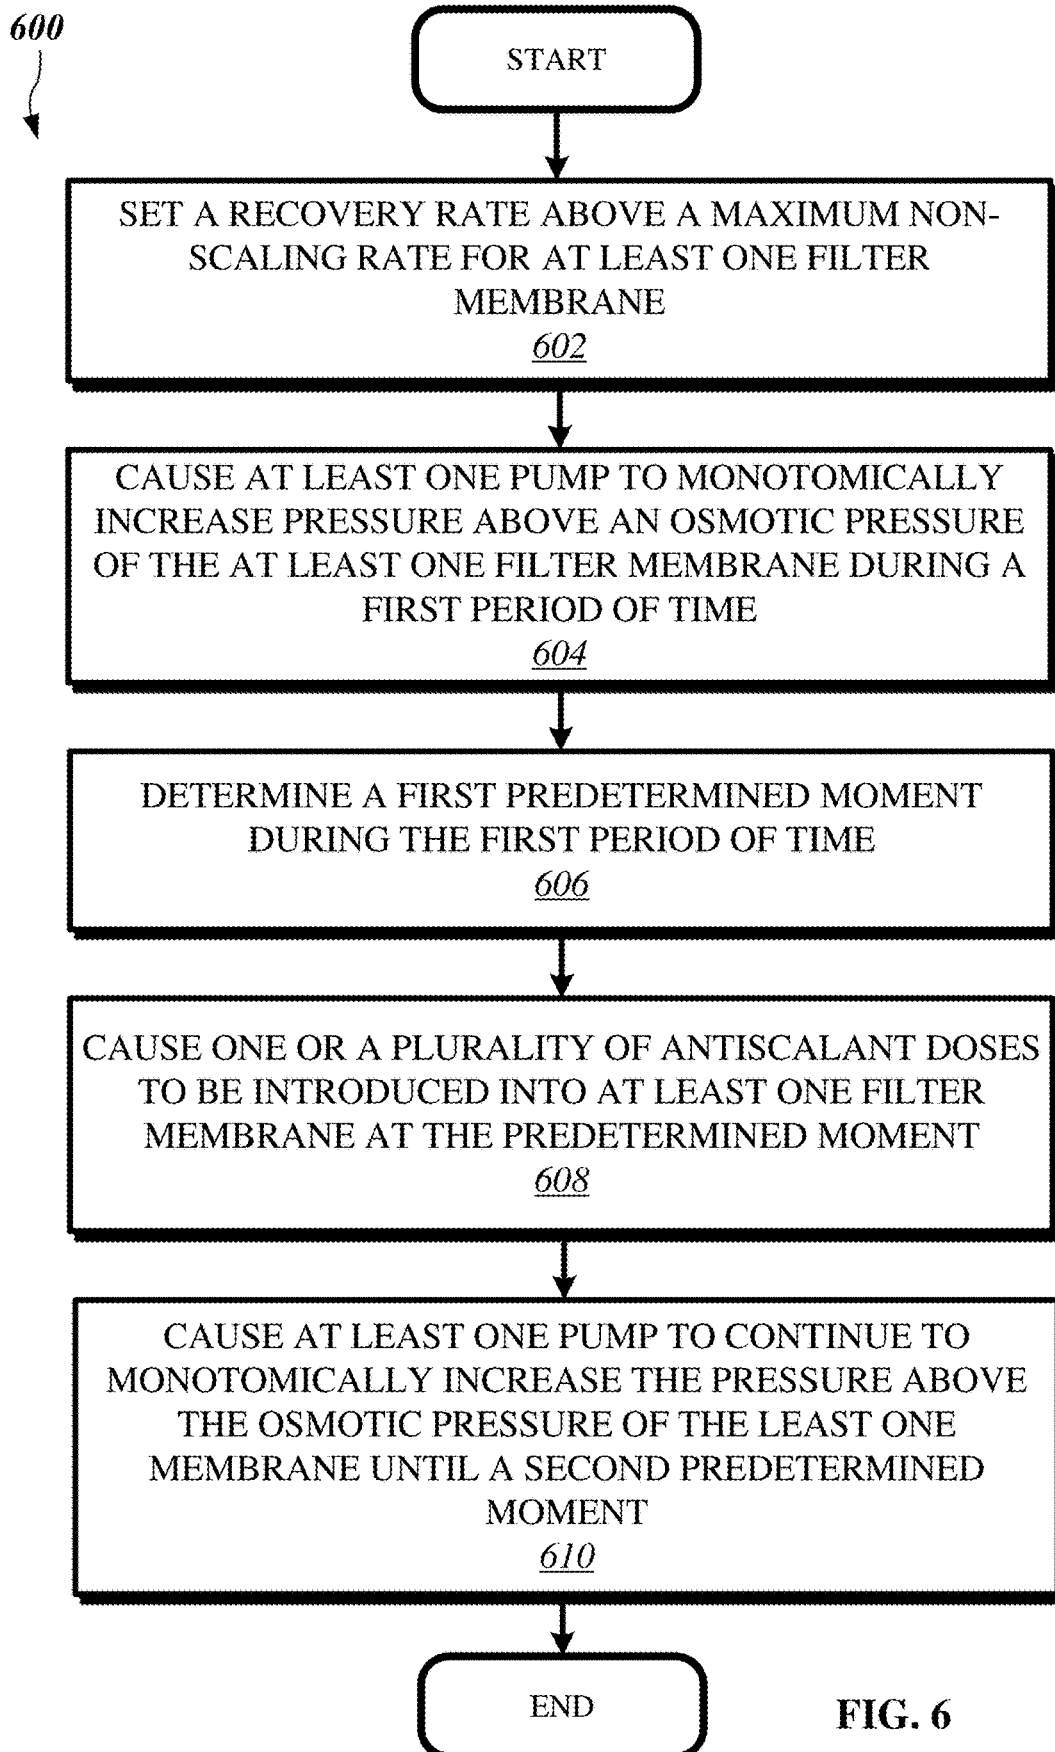 600
START
SET A RECOVERY RATE ABOVE A MAXIMUM NON-
SCALING RATE FOR AT LEAST ONE FILTER
MEMBRANE
602
CAUSE AT LEAST ONE PUMP TO MONOTOMICALLY
INCREASE PRESSURE ABOVE AN OSMOTIC PRESSURE
OF THE AT LEAST ONE FILTER MEMBRANE DURING A
FIRST PERIOD OF TIME
604
DETERMINE A FIRST PREDETERMINED MOMENT
DURING THE FIRST PERIOD OF TIME
606
CAUSE ONE OR A PLURALITY OF ANTISCALANT DOSES
TO BE INTRODUCED INTO AT LEAST ONE FILTER
MEMBRANE AT THE PREDETERMINED MOMENT
608
CAUSE AT LEAST ONE PUMP TO CONTINUE TO
MONOTOMICALLY INCREASE THE PRESSURE ABOVE
THE OSMOTIC PRESSURE OF THE LEAST ONE
MEMBRANE UNTIL A SECOND PREDETERMINED
MOMENT
610
END
FIG. 6